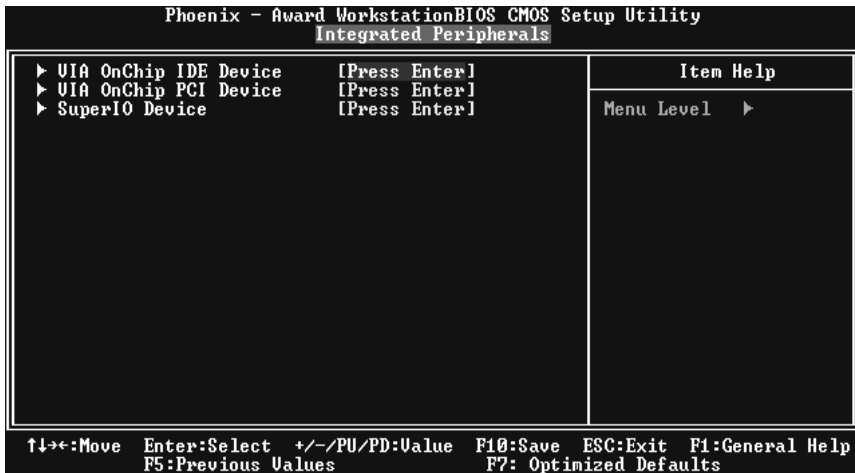 Phoenix - Award WorkstationBIOS CMOS Setup Utility
Integrated Peripherals
▶ VIA OnChip IDE Device [Press Enter]
▶ VIA OnChip PCI Device [Press Enter]
▶ SuperIO Device [Press Enter]
Item Help
Menu Level ▶
↑↓→←:Move Enter:Select +/-/PU/PD:Value F10:Save ESC:Exit F1:General Help
F5:Previous Values F7: Optimized Defaults